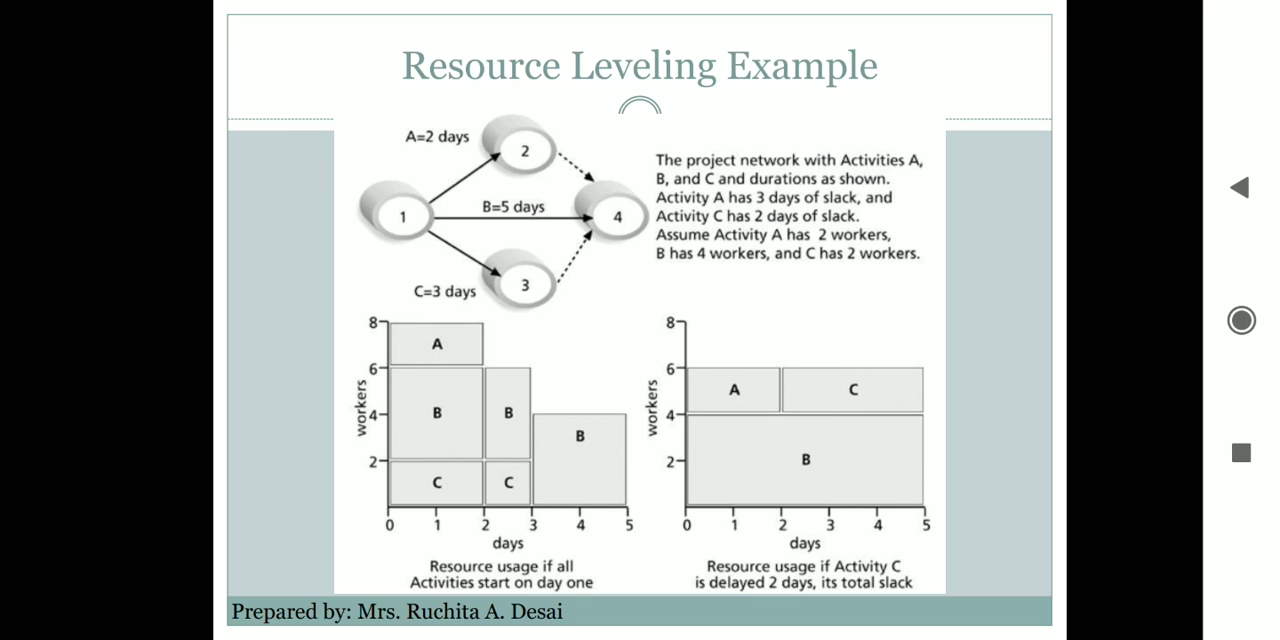 Resource Leveling Example
A=2 days
2
1
B=5 days
4
C=3 days
3
The project network with Activities A,
B, and C and durations as shown.
Activity A has 3 days of slack, and
Activity C has 2 days of slack.
Assume Activity A has 2 workers,
B has 4 workers, and C has 2 workers.
8
6
4
2
workers
A
B
B
B
C
C
0 1 2 3 4 5
days
Resource usage if all
Activities start on day one
8
6
4
2
workers
A
C
B
0 1 2 3 4 5
days
Resource usage if Activity C
is delayed 2 days, its total slack
Prepared by: Mrs. Ruchita A. Desai